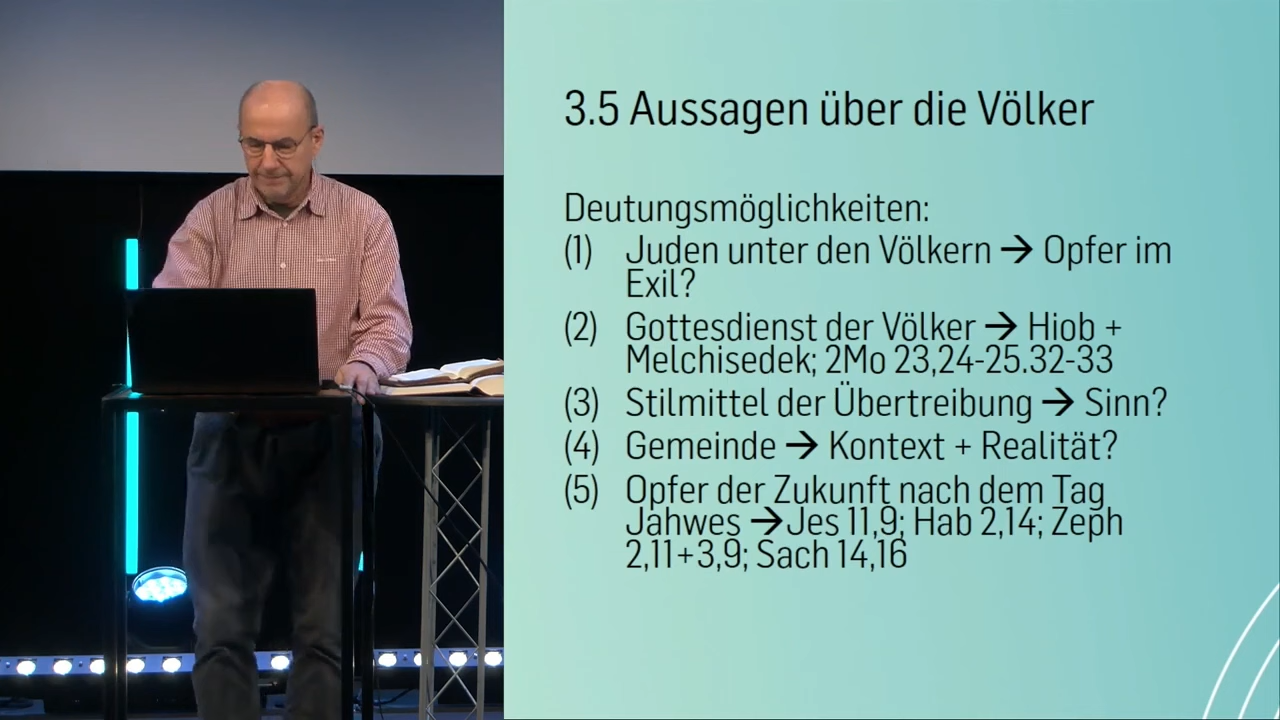 3.5 Aussagen über die Völker
Deutungsmöglichkeiten:
(1) Juden unter den Völkern → Opfer im
Exil?
(2) Gottesdienst der Völker → Hiob +
Melchisedek; 2Mo 23,24-25.32-33
(3) Stilmittel der Übertreibung → Sinn?
(4) Gemeinde → Kontext + Realität?
(5) Opfer der Zukunft nach dem Tag
Jahwes →Jes 11,9; Hab 2,14; Zeph
2,11+3,9; Sach 14,16